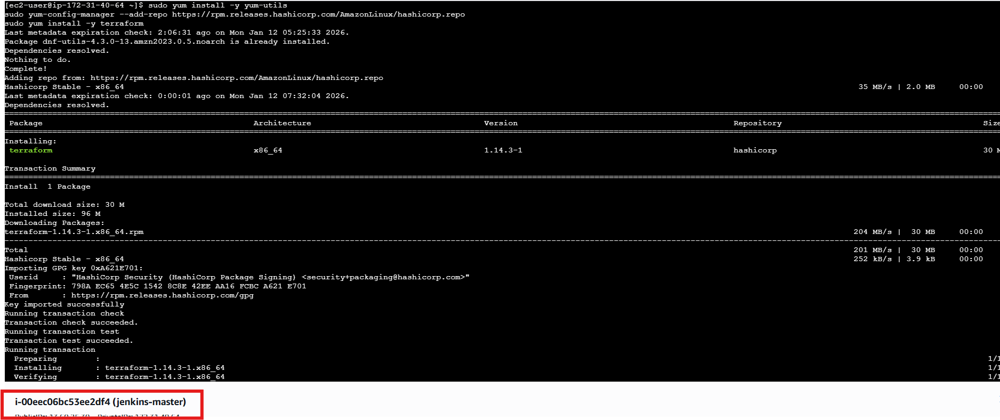 [ec2-user@ip-172-31-40-64 ~]$ sudo yum install -y yum-utils
sudo yum-config-manager --add-repo https://rpm.releases.hashicorp.com/AmazonLinux/hashicorp.repo
sudo yum install -y terraform
Last metadata expiration check: 2:06:31 ago on Mon Jan 12 05:25:33 2026.
Package dnf-utils-4.3.0-13.amzn2023.0.5.noarch is already installed.
Dependencies resolved.
Nothing to do.
Complete!
Adding repo from: https://rpm.releases.hashicorp.com/AmazonLinux/hashicorp.repo
Hashicorp Stable - x86_64 35 MB/s | 2.0 MB 00:00
Last metadata expiration check: 0:00:01 ago on Mon Jan 12 07:32:04 2026.
Dependencies resolved.
Package Architecture Version Repository Size
Installing:
terraform x86_64 1.14.3-1 hashicorp 30 M
Transaction Summary
Install 1 Package
Total download size: 30 M
Installed size: 96 M
Downloading Packages:
terraform-1.14.3-1.x86_64.rpm 204 MB/s | 30 MB 00:00
Total 201 MB/s | 30 MB 00:00
Hashicorp Stable - x86_64 252 kB/s | 3.9 kB 00:00
Importing GPG key 0xA621E701:
Userid : "HashiCorp Security (HashiCorp Package Signing) <security+packaging@hashicorp.com>"
Fingerprint: 798A EC65 4E5C 1542 8C8E 42EE AA16 FCBC A621 E701
From : https://rpm.releases.hashicorp.com/gpg
Key imported successfully
Running transaction check
Transaction check succeeded.
Running transaction test
Transaction test succeeded.
Running transaction
Preparing : 1/1
Installing : terraform-1.14.3-1.x86_64 1/1
Verifying : terraform-1.14.3-1.x86_64 1/1
i-00eec06bc53ee2df4 (jenkins-master)